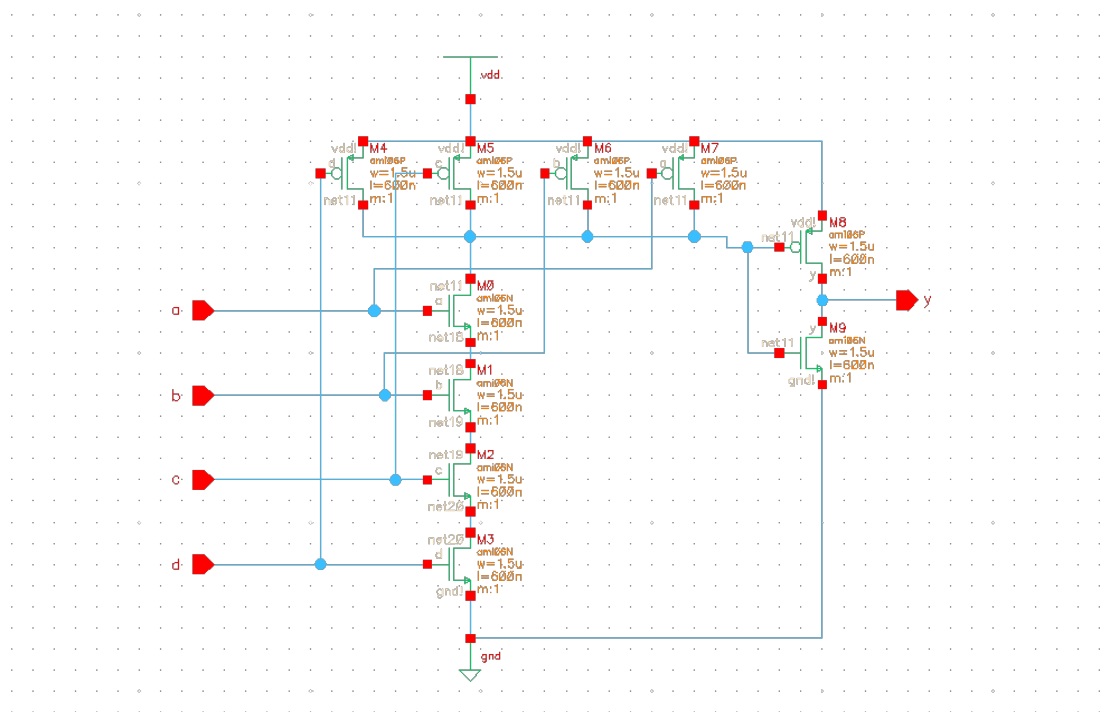 vdd
vdd! M4
d ami06P
w=1.5u
l=600n
net11 m:1
vdd! M5
c ami06P
w=1.5u
l=600n
net11 m:1
vdd! M6
b ami06P
w=1.5u
l=600n
net11 m:1
vdd! M7
a ami06P
w=1.5u
l=600n
net11 m:1
vdd! M8
net11 ami06P
w=1.5u
l=600n
y m:1
net11 M0
a a ami06N
w=1.5u
l=600n
net18 m:1
y
y M9
net11 ami06N
w=1.5u
l=600n
gnd! m:1
net18 M1
b b ami06N
w=1.5u
l=600n
net19 m:1
net19 M2
c c ami06N
w=1.5u
l=600n
net20 m:1
net20 M3
d d ami06N
w=1.5u
l=600n
gnd! m:1
gnd